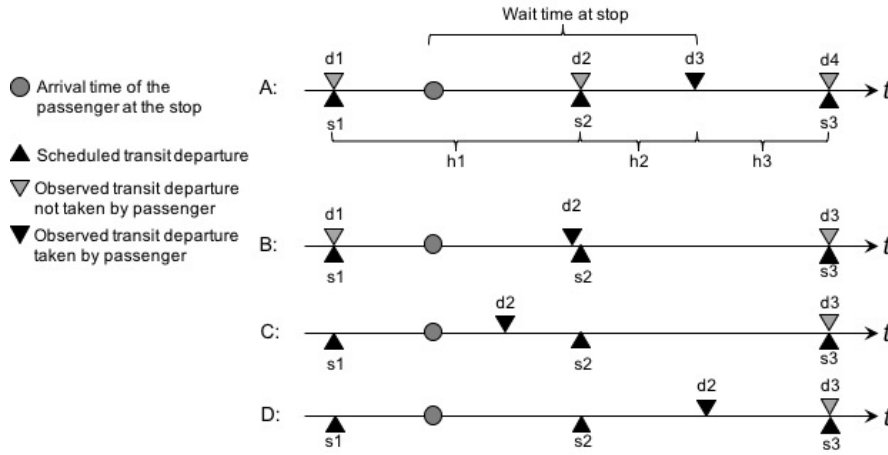 Wait time at stop
d1
d2
d3
d4
Arrival time of the
passenger at the stop
A:
t
s1
s2
s3
h1
h2
h3
Scheduled transit departure
Observed transit departure
not taken by passenger
Observed transit departure
taken by passenger
d1
d2
d3
B:
t
s1
s2
s3
d2
d3
C:
t
s1
s2
s3
d2
d3
D:
t
s1
s2
s3